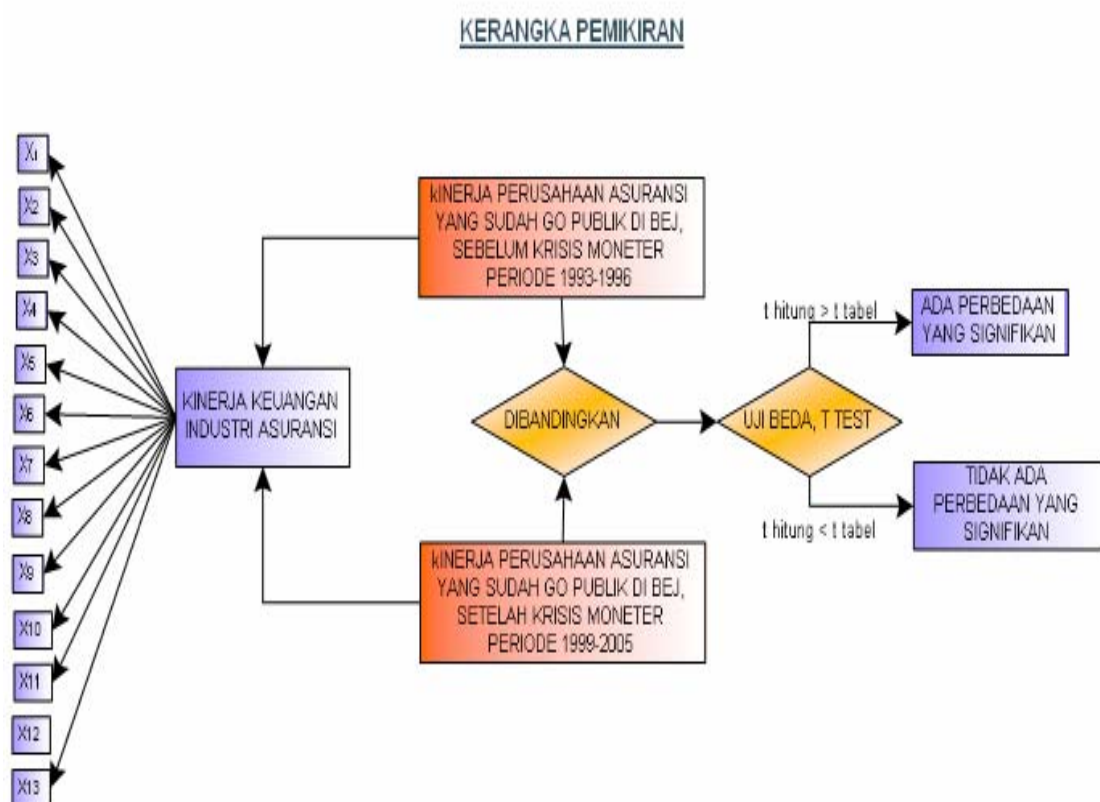 KERANGKA PEMIKIRAN
X1
X2
X3
X4
X5
X6
X7
X8
X9
X10
X11
X12
X13
KINERJA KEUANGAN
INDUSTRI ASURANSI
kINERJA PERUSAHAAN ASURANSI
YANG SUDAH GO PUBLIK DI BEJ,
SEBELUM KRISIS MONETER
PERIODE 1993-1996
DIBANDINGKAN
kINERJA PERUSAHAAN ASURANSI
YANG SUDAH GO PUBLIK DI BEJ,
SETELAH KRISIS MONETER
PERIODE 1999-2005
UJI BEDA, T TEST
t hitung > t tabel
ADA PERBEDAAN
YANG SIGNIFIKAN
t hitung < t tabel
TIDAK ADA
PERBEDAAN YANG
SIGNIFIKAN